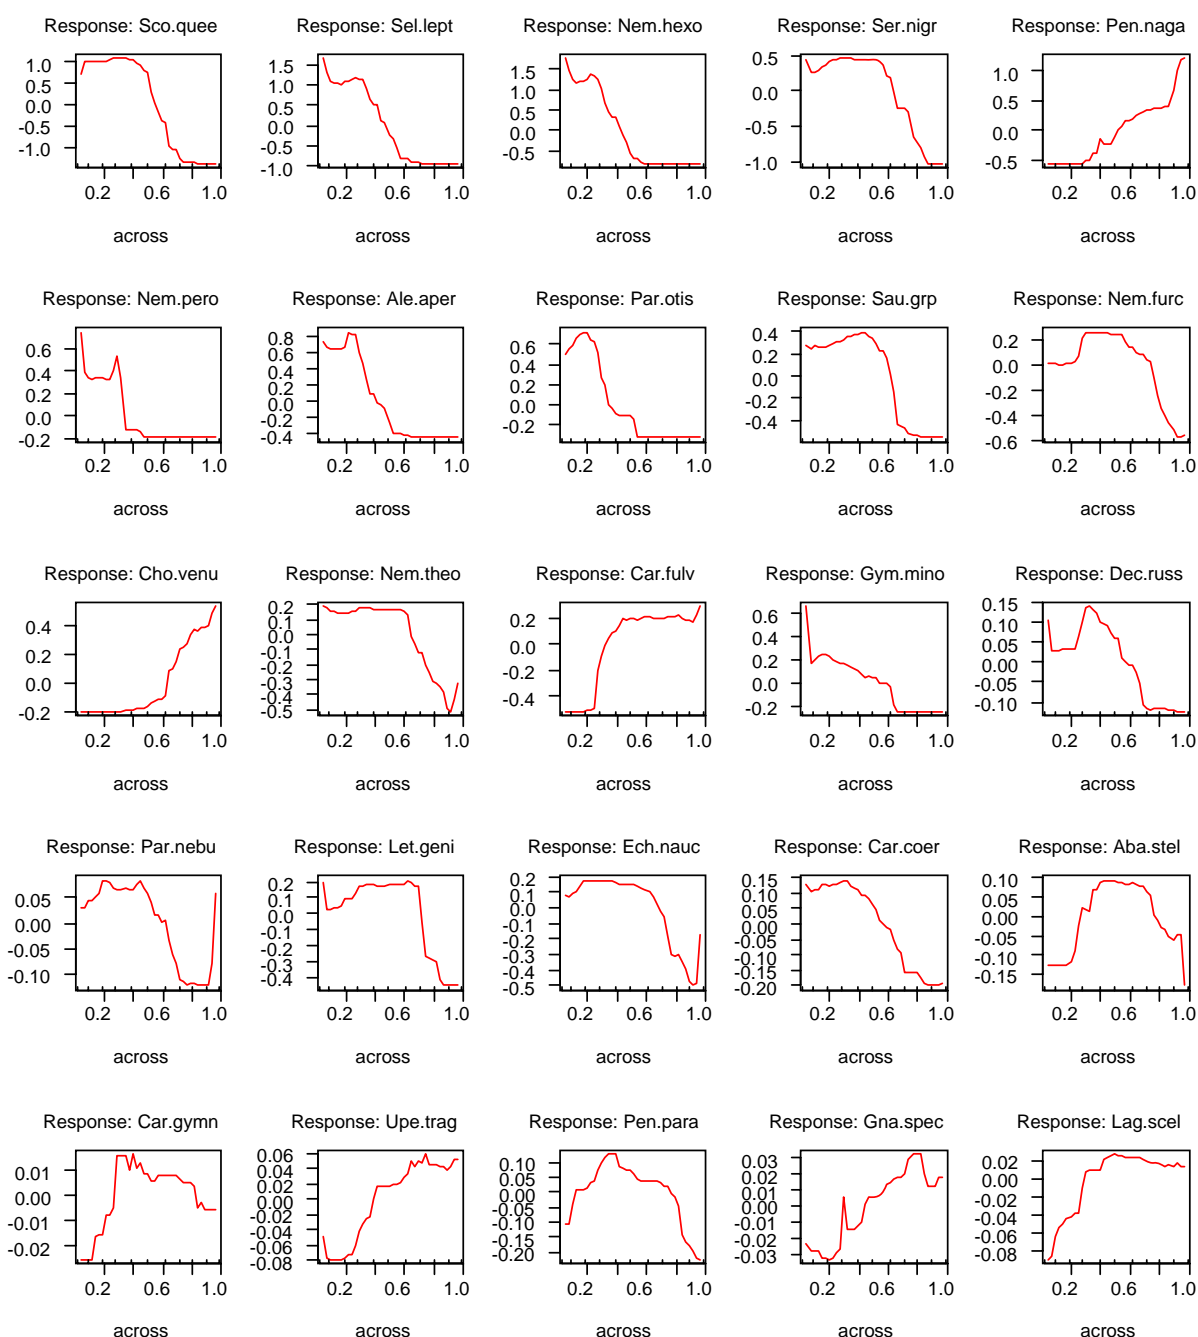 Response: Sco.quee
1.0
0.5
0.0
-0.5
-1.0
0.2 0.6 1.0
across
Response: Sel.lept
1.5
1.0
0.5
0.0
-0.5
-1.0
0.2 0.6 1.0
across
Response: Nem.hexo
1.5
1.0
0.5
0.0
-0.5
0.2 0.6 1.0
across
Response: Ser.nigr
0.5
0.0
-0.5
-1.0
0.2 0.6 1.0
across
Response: Pen.naga
1.0
0.5
0.0
-0.5
0.2 0.6 1.0
across
Response: Nem.pero
0.6
0.4
0.2
0.0
-0.2
0.2 0.6 1.0
across
Response: Ale.aper
0.8
0.6
0.4
0.2
0.0
-0.2
-0.4
0.2 0.6 1.0
across
Response: Par.otis
0.6
0.4
0.2
0.0
-0.2
0.2 0.6 1.0
across
Response: Sau.grp
0.4
0.2
0.0
-0.2
-0.4
0.2 0.6 1.0
across
Response: Nem.furc
0.2
0.0
-0.2
-0.4
-0.6
0.2 0.6 1.0
across
Response: Cho.venu
0.4
0.2
0.0
-0.2
0.2 0.6 1.0
across
Response: Nem.theo
0.2
0.1
0.0
-0.1
-0.2
-0.3
-0.4
-0.5
0.2 0.6 1.0
across
Response: Car.fulv
0.2
0.0
-0.2
-0.4
0.2 0.6 1.0
across
Response: Gym.mino
0.6
0.4
0.2
0.0
-0.2
0.2 0.6 1.0
across
Response: Dec.russ
0.15
0.10
0.05
0.00
-0.05
-0.10
0.2 0.6 1.0
across
Response: Par.nebu
0.05
0.00
-0.05
-0.10
0.2 0.6 1.0
across
Response: Let.geni
0.2
0.1
0.0
-0.1
-0.2
-0.3
-0.4
0.2 0.6 1.0
across
Response: Ech.nauc
0.2
0.1
0.0
-0.1
-0.2
-0.3
-0.4
-0.5
0.2 0.6 1.0
across
Response: Car.coer
0.15
0.10
0.05
0.00
-0.05
-0.10
-0.15
-0.20
0.2 0.6 1.0
across
Response: Aba.stel
0.10
0.05
0.00
-0.05
-0.10
-0.15
0.2 0.6 1.0
across
Response: Car.gymn
0.01
0.00
-0.01
-0.02
0.2 0.6 1.0
across
Response: Upe.trag
0.06
0.04
0.02
0.00
-0.02
-0.04
-0.06
-0.08
0.2 0.6 1.0
across
Response: Pen.para
0.10
0.05
0.00
-0.05
-0.10
-0.15
-0.20
0.2 0.6 1.0
across
Response: Gna.spec
0.03
0.02
0.01
0.00
-0.01
-0.02
-0.03
0.2 0.6 1.0
across
Response: Lag.scel
0.02
0.00
-0.02
-0.04
-0.06
-0.08
0.2 0.6 1.0
across